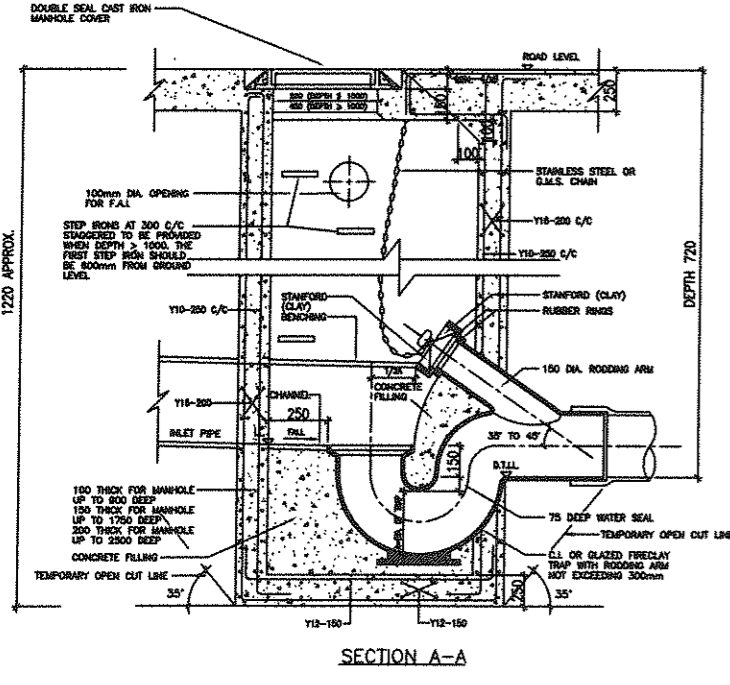 DOUBLE SEAL CAST IRON
MANHOLE COVER
ROAD LEVEL
250
100
100
STAINLESS STEEL OR
G.M.S. CHAIN
100mm DIA. OPENING
FOR F.A.I.
STEP IRONS AT 300 C/C
STAGGERED TO BE PROVIDED
WHEN DEPTH > 1000. THE
FIRST STEP IRON SHOULD
BE 600mm FROM GROUND
LEVEL
Y16-200 C/C
Y10-250 C/C
1220 APPROX.
DEPTH 720
Y10-250 C/C
STANFORD
(CLAY)
BENCHING
STANFORD (CLAY)
RUBBER RINGS
150 DIA. RODDING ARM
CONCRETE
FILLING
Y16-200
CHANNEL
250
INLET PIPE
FALL
35° TO 45°
150
D.T.I.L.
100 THICK FOR MANHOLE
UP TO 900 DEEP
150 THICK FOR MANHOLE
UP TO 1750 DEEP
200 THICK FOR MANHOLE
UP TO 2500 DEEP
75 DEEP WATER SEAL
TEMPORARY OPEN CUT LINE
CONCRETE FILLING
C.I. OR GLAZED FIRECLAY
TRAP WITH RODDING ARM
NOT EXCEEDING 300mm
TEMPORARY OPEN CUT LINE
35°
250
35°
Y12-150
Y12-150
SECTION A-A